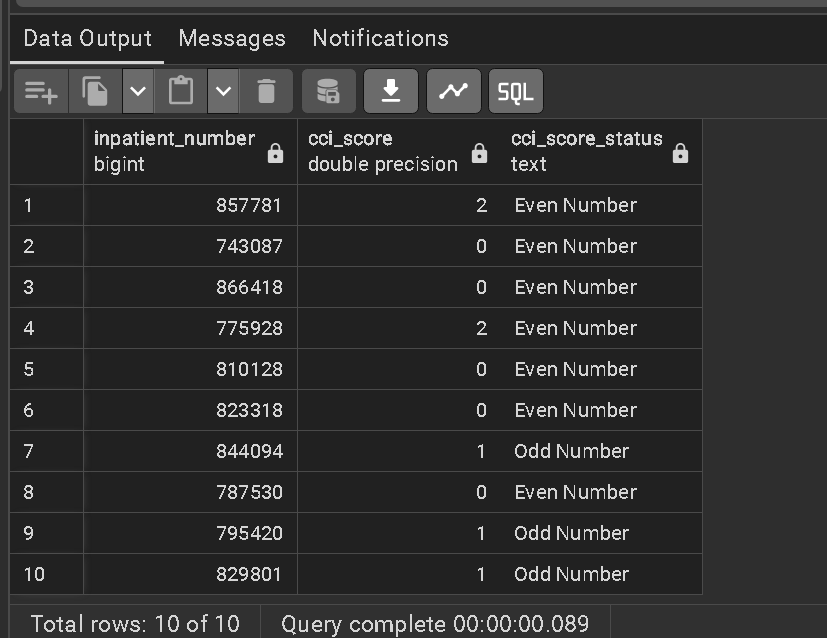 Data Output Messages Notifications
SQL
inpatient_number cci_score cci_score_status
bigint double precision text
1 857781 2 Even Number
2 743087 0 Even Number
3 866418 0 Even Number
4 775928 2 Even Number
5 810128 0 Even Number
6 823318 0 Even Number
7 844094 1 Odd Number
8 787530 0 Even Number
9 795420 1 Odd Number
10 829801 1 Odd Number
Total rows: 10 of 10 Query complete 00:00:00.089